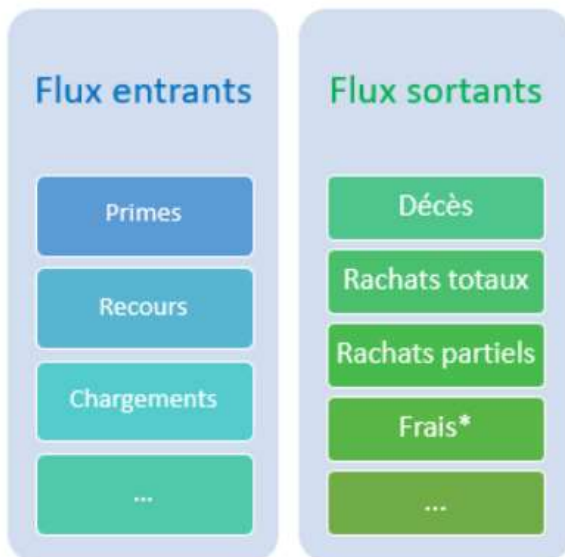 Flux entrants
Primes
Recours
Chargements
...
Flux sortants
Décès
Rachats totaux
Rachats partiels
Frais*
...